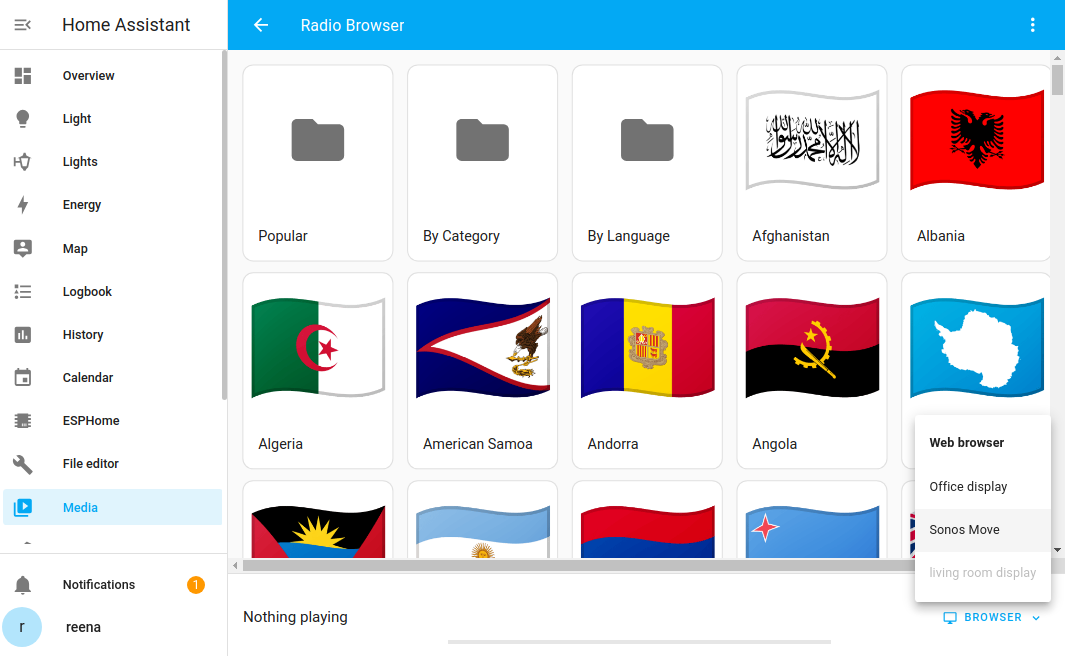 Home Assistant
Radio Browser
Overview
Light
Lights
Energy
Map
Logbook
History
Calendar
ESPHome
File editor
Media
Notifications
1
r
reena
Popular
By Category
By Language
Afghanistan
Albania
Algeria
American Samoa
Andorra
Angola
Web browser
Office display
Sonos Move
living room display
Nothing playing
BROWSER